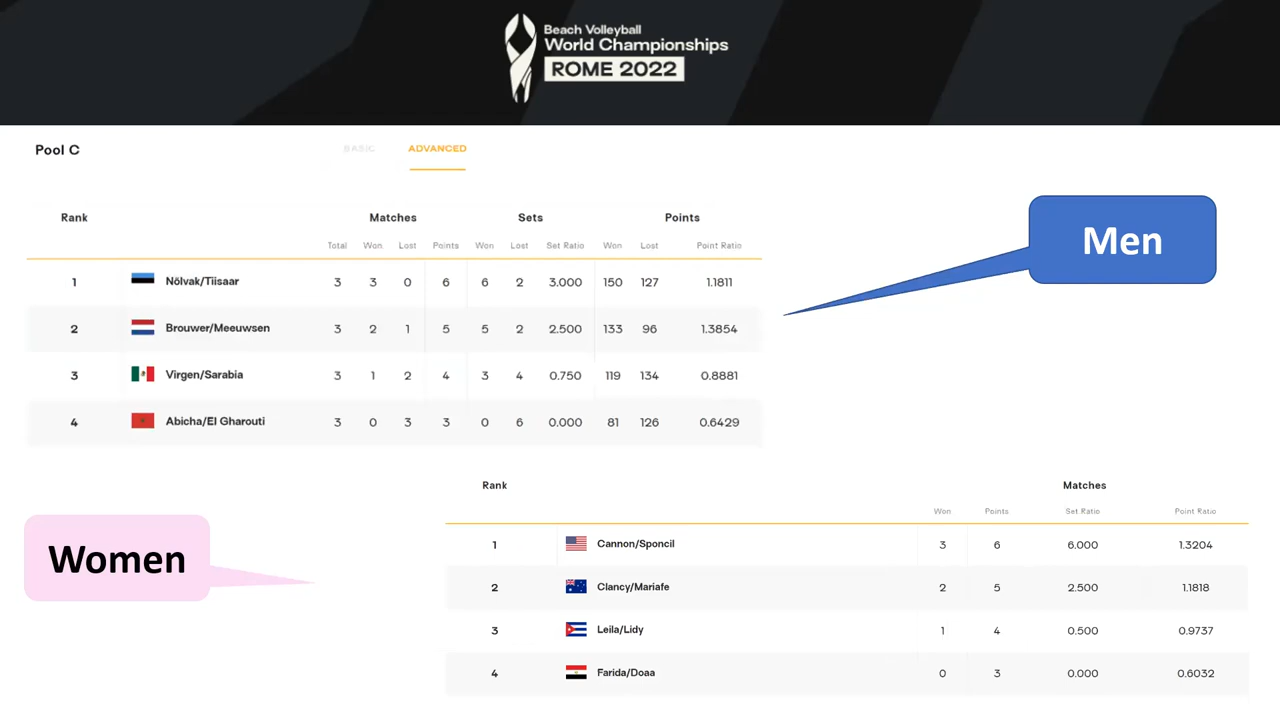 Beach Volleyball
World Championships
ROME 2022
Pool C BASIC ADVANCED
Rank Matches Sets Points
Total Won Lost Points Won Lost Set Ratio Won Lost Point Ratio
1 Nõlvak/Tiisaar 3 3 0 6 6 2 3.000 150 127 1.1811
2 Brouwer/Meeuwsen 3 2 1 5 5 2 2.500 133 96 1.3854
3 Virgen/Sarabia 3 1 2 4 3 4 0.750 119 134 0.8881
4 Abicha/El Gharouti 3 0 3 3 0 6 0.000 81 126 0.6429
Men
Rank Matches
Won Points Set Ratio Point Ratio
1 Cannon/Sponcil 3 6 6.000 1.3204
2 Clancy/Mariafe 2 5 2.500 1.1818
3 Leila/Lidy 1 4 0.500 0.9737
4 Farida/Doaa 0 3 0.000 0.6032
Women